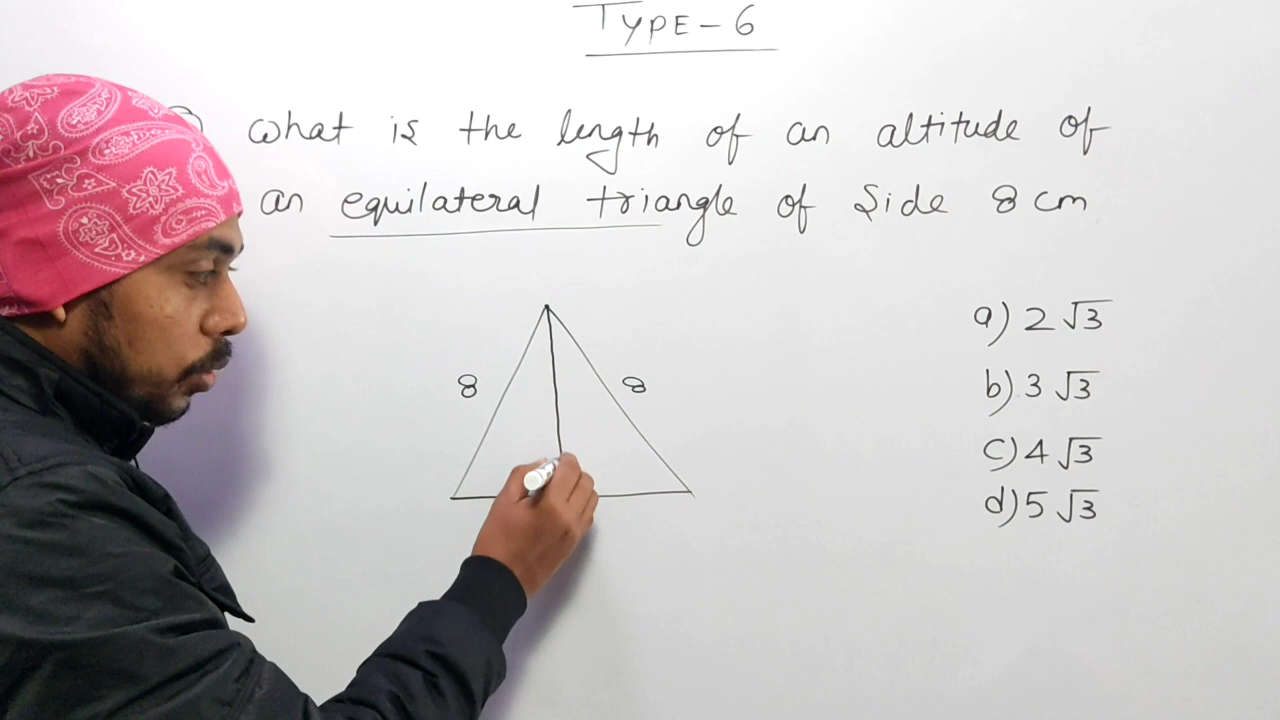 TYPE-6
what is the length of an altitude of
an equilateral triangle of side 8 cm
8 8
a) 2 √3
b) 3 √3
c) 4 √3
d) 5 √3